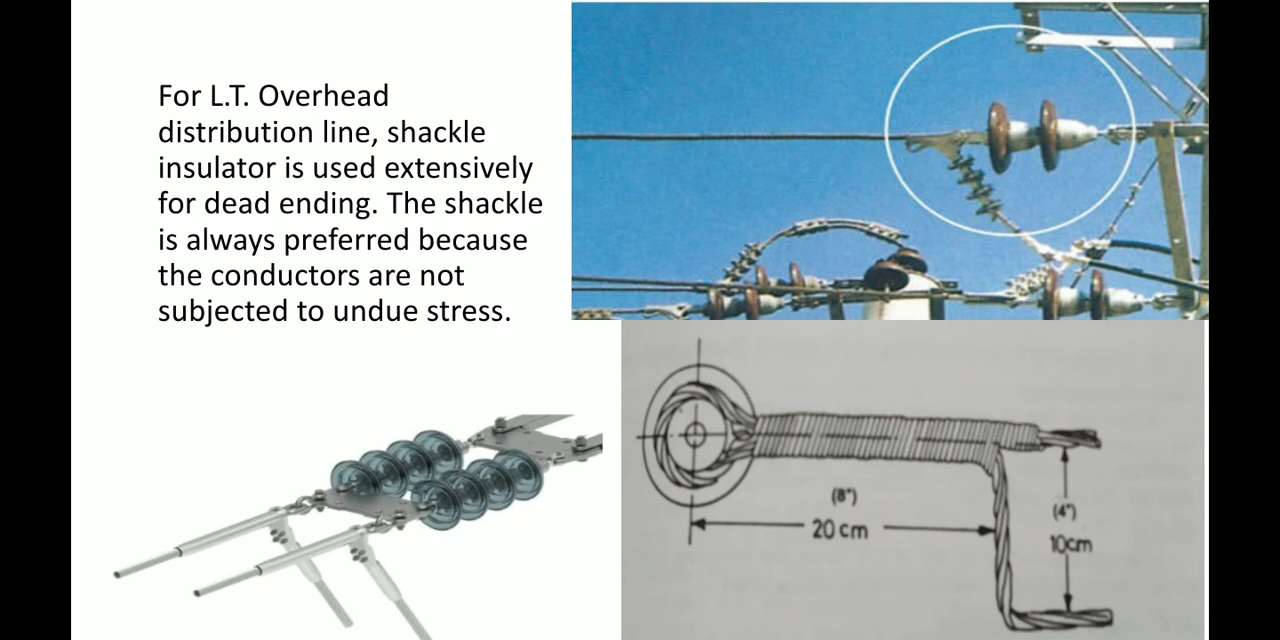 For L.T. Overhead
distribution line, shackle
insulator is used extensively
for dead ending. The shackle
is always preferred because
the conductors are not
subjected to undue stress.
(8")
20 cm
(4")
10cm